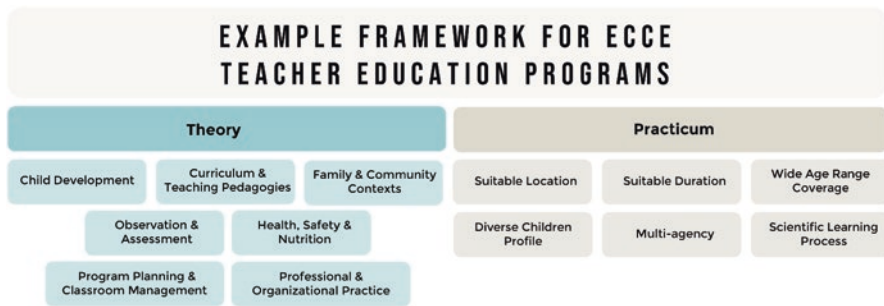 EXAMPLE FRAMEWORK FOR ECCE
TEACHER EDUCATION PROGRAMS
Theory
Child Development
Curriculum &
Teaching Pedagogies
Family & Community
Contexts
Observation &
Assessment
Health, Safety &
Nutrition
Program Planning &
Classroom Management
Professional &
Organizational Practice
Practicum
Suitable Location
Suitable Duration
Wide Age Range
Coverage
Diverse Children
Profile
Multi-agency
Scientific Learning
Process